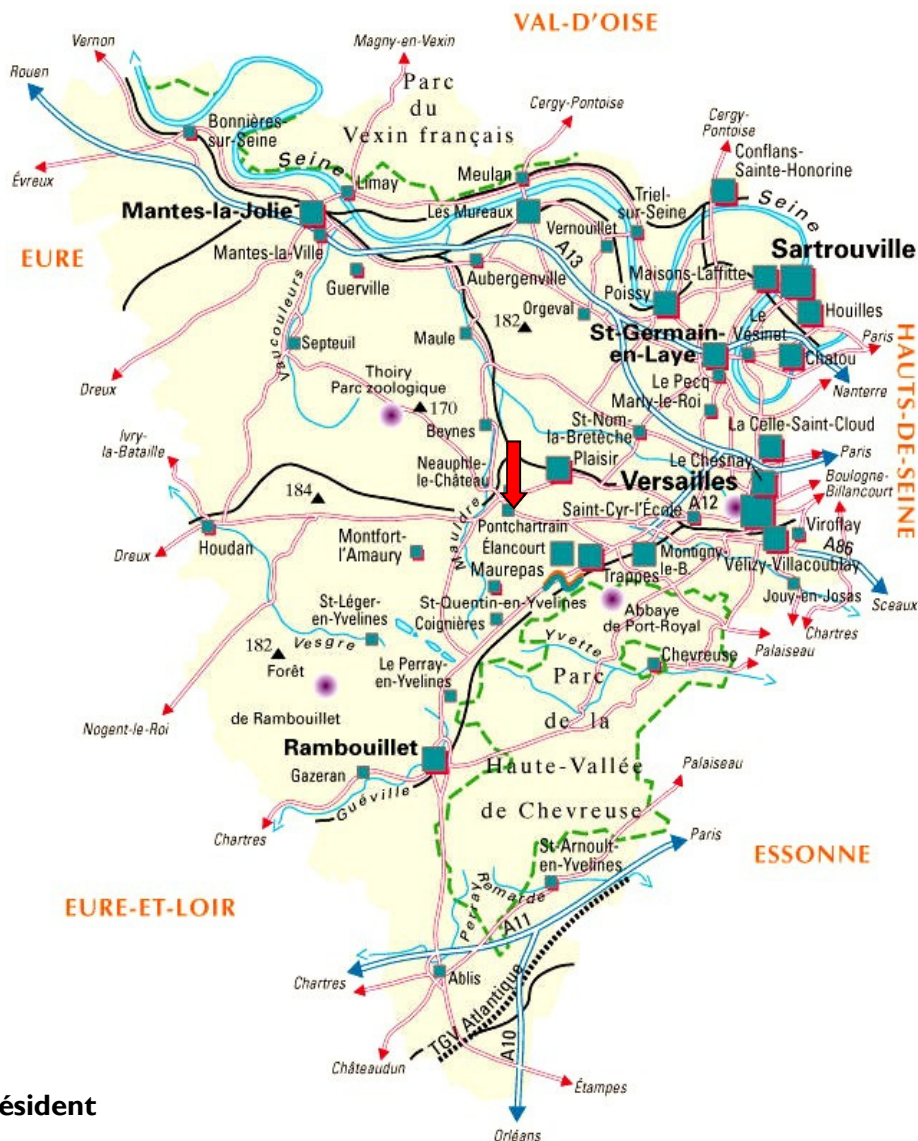 VAL-D'OISE
Vernon
Magny-en-Vexin
Rouen
Parc
du
Vexin français
Cergy-Pontoise
Cergy-
Pontoise
Bonnières-
sur-Seine
Conflans-
Sainte-Honorine
Évreux
Seine
Limay
Meulan
Triel-
sur-Seine
Seine
Mantes-la-Jolie
Les Mureaux
Vernouillet
A13
Sartrouville
EURE
Mantes-la-Ville
Guerville
Aubergenville
Maisons-Laffitte
Poissy
Orgeval
Houilles
Vaucouleurs
Septeuil
Maule
182
Le
Vésinet
St-Germain-
en-Laye
Chatou
Paris
HAUTS-DE-SEINE
Dreux
Thoiry
Parc zoologique
170
Le Pecq
Marly-le-Roi
Nanterre
Ivry-
la-Bataille
Beynes
St-Nom-
la-Bretèche
La Celle-Saint-Cloud
Neauphle-
le-Château
Plaisir
Le Chesnay
Paris
184
Versailles
Boulogne-
Billancourt
Mauldre
Pontchartrain
Saint-Cyr-l'École
A12
Houdan
Viroflay
Dreux
Montfort-
l'Amaury
Élancourt
Maurepas
Trappes
Montigny-
le-B.
Vélizy-Villacoublay
A86
Sceaux
St-Léger-
en-Yvelines
St-Quentin-en-Yvelines
Coignières
Abbaye
de Port-Royal
Jouy-en-Josas
Chartres
Vesgre
182
Forêt
de Rambouillet
Yvette
Palaiseau
Le Perray-
en-Yvelines
Chevreuse
Parc
de la
Haute-Vallée
de Chevreuse
Nogent-le-Roi
Rambouillet
Gazeran
Guéville
Palaiseau
Chartres
Paris
St-Arnoult-
en-Yvelines
ESSONNE
EURE-ET-LOIR
Perray
Remarde
A11
Chartres
Ablis
TGV Atlantique
A10
Châteaudun
Étampes
ésident
Orléans